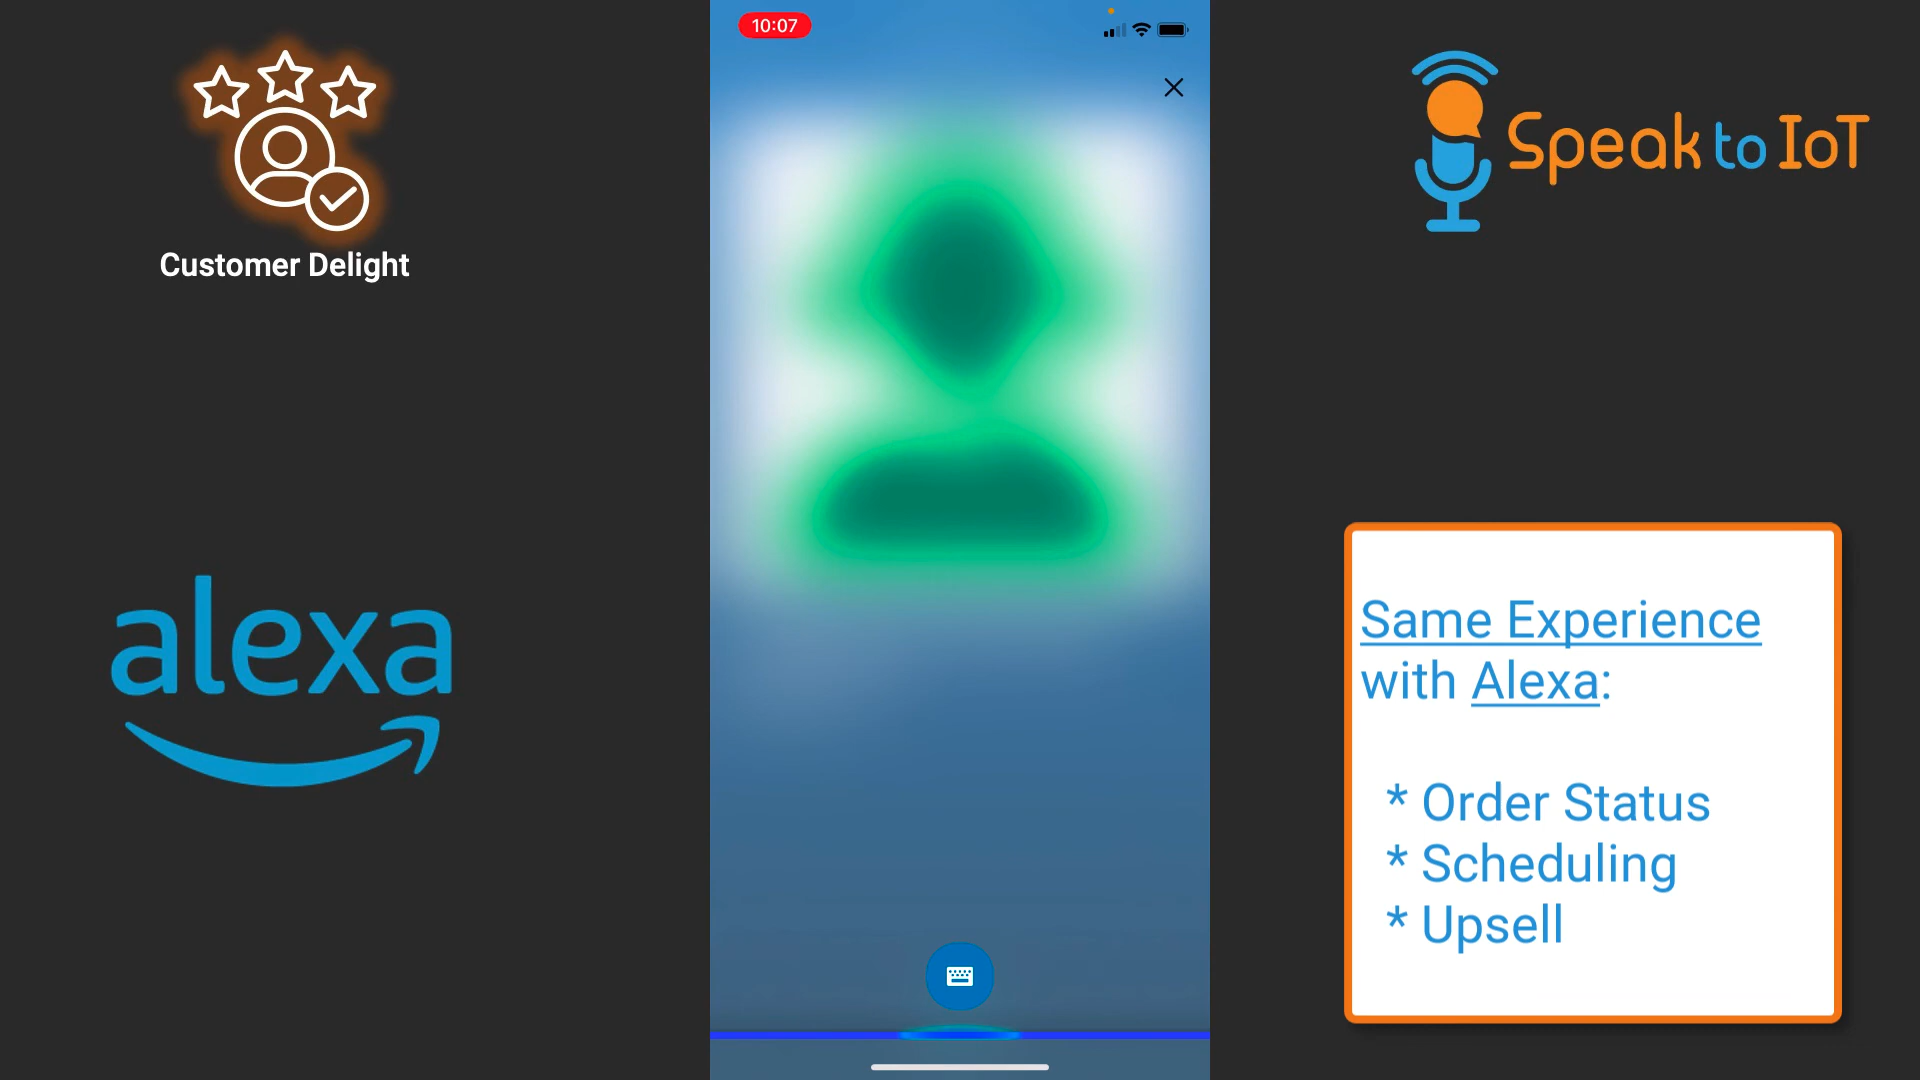 10:07
Customer Delight
Speak to IoT
alexa
Same Experience
with Alexa:
* Order Status
* Scheduling
* Upsell